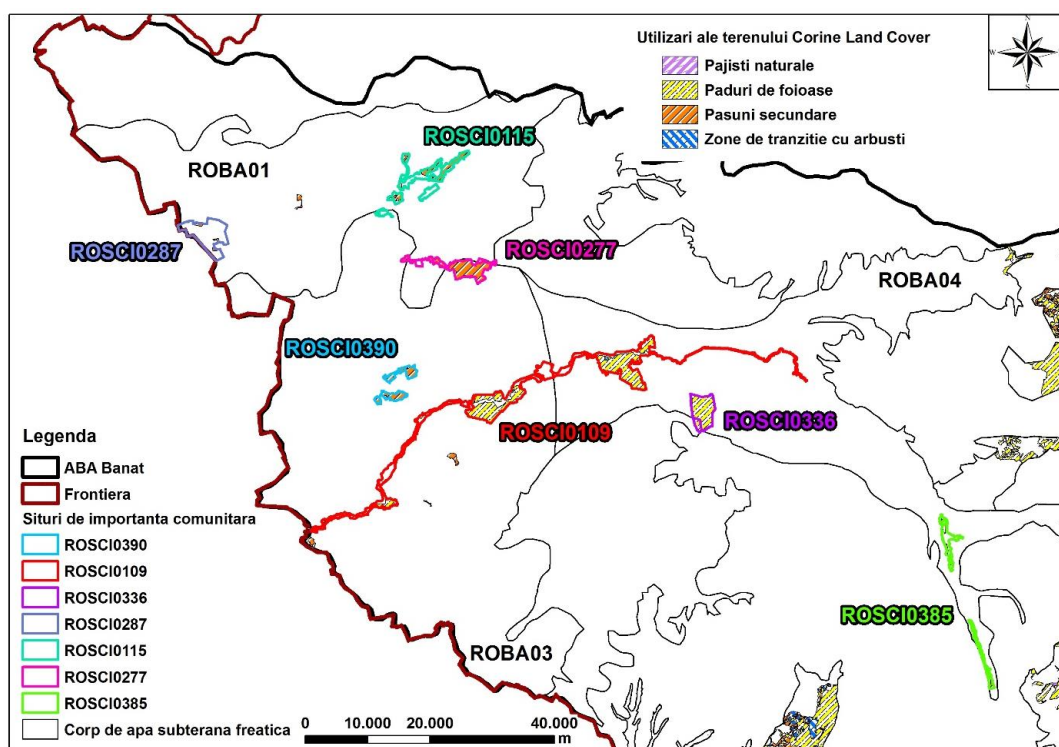 Utilizari ale terenului Corine Land Cover
Pajisti naturale
Paduri de foioase
Pasuni secundare
Zone de tranzitie cu arbusti
N
W
E
S
ROSCI0115
ROBA01
ROSCI0287
ROSCI0277
ROBA04
ROSCI0390
ROSCI0109
ROSCI0336
ROSCI0385
ROBA03
Legenda
ABA Banat
Frontiera
Situri de importanta comunitara
ROSCI0390
ROSCI0109
ROSCI0336
ROSCI0287
ROSCI0115
ROSCI0277
ROSCI0385
Corp de apa subterana freatica
0 10.000 20.000 40.000
m